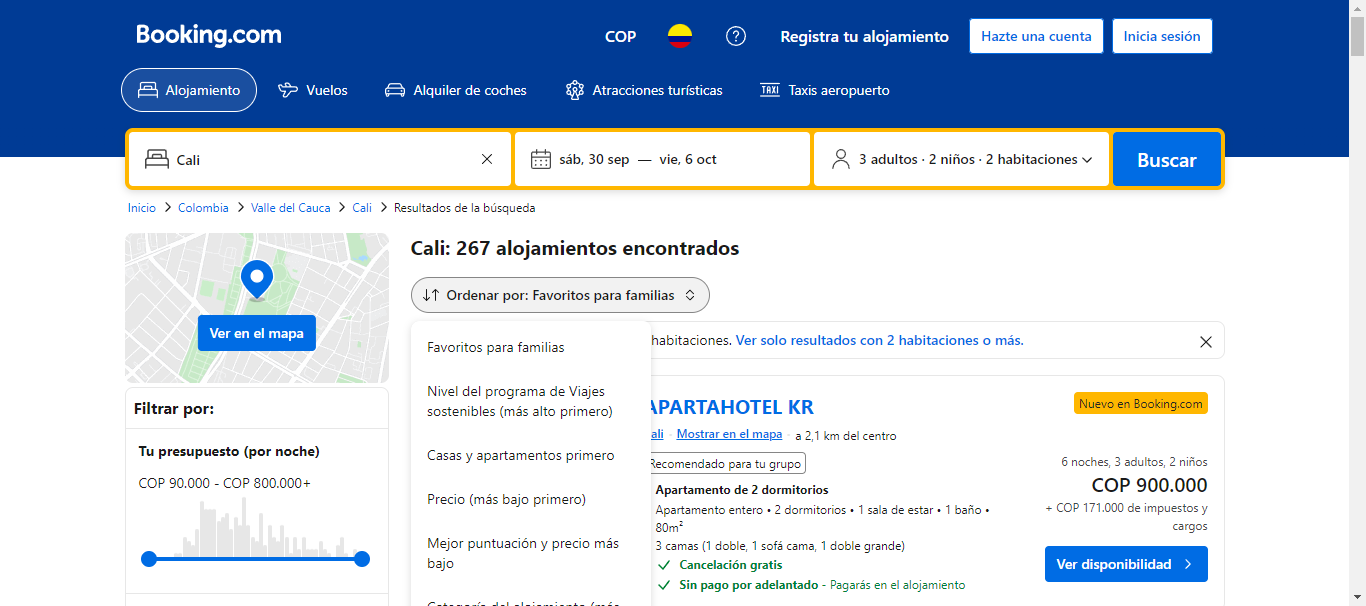 Booking.com
COP
Registra tu alojamiento
Hazte una cuenta
Inicia sesión
Alojamiento
Vuelos
Alquiler de coches
Atracciones turísticas
TAXI
Taxis aeropuerto
Cali
sáb, 30 sep — vie, 6 oct
3 adultos · 2 niños · 2 habitaciones
Buscar
Inicio > Colombia > Valle del Cauca > Cali > Resultados de la búsqueda
Ver en el mapa
Filtrar por:
Tu presupuesto (por noche)
COP 90.000 - COP 800.000+
Cali: 267 alojamientos encontrados
Ordenar por: Favoritos para familias
Favoritos para familias
Nivel del programa de Viajes
sostenibles (más alto primero)
Casas y apartamentos primero
Precio (más bajo primero)
Mejor puntuación y precio más
bajo
Categoría del alojamiento (más
habitaciones. Ver solo resultados con 2 habitaciones o más.
APARTAHOTEL KR
ali · Mostrar en el mapa · a 2,1 km del centro
Recomendado para tu grupo
Apartamento de 2 dormitorios
Apartamento entero • 2 dormitorios • 1 sala de estar • 1 baño •
80m²
3 camas (1 doble, 1 sofá cama, 1 doble grande)
Cancelación gratis
Sin pago por adelantado - Pagarás en el alojamiento
Nuevo en Booking.com
6 noches, 3 adultos, 2 niños
COP 900.000
+ COP 171.000 de impuestos y
cargos
Ver disponibilidad